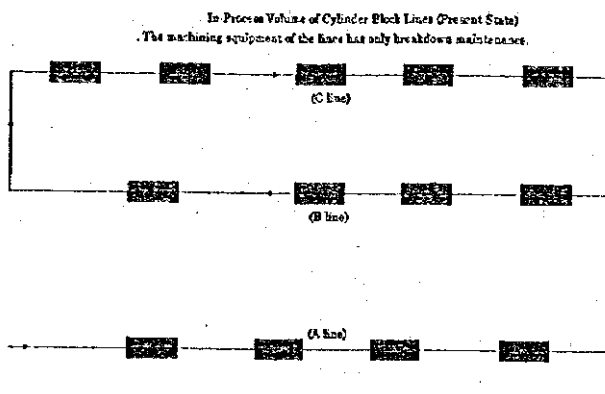 In-Process Volume of Cylinder Block Lines (Present State)
. The machining equipment of the lines has only breakdown maintenance.
(C line)
(B line)
(A line)